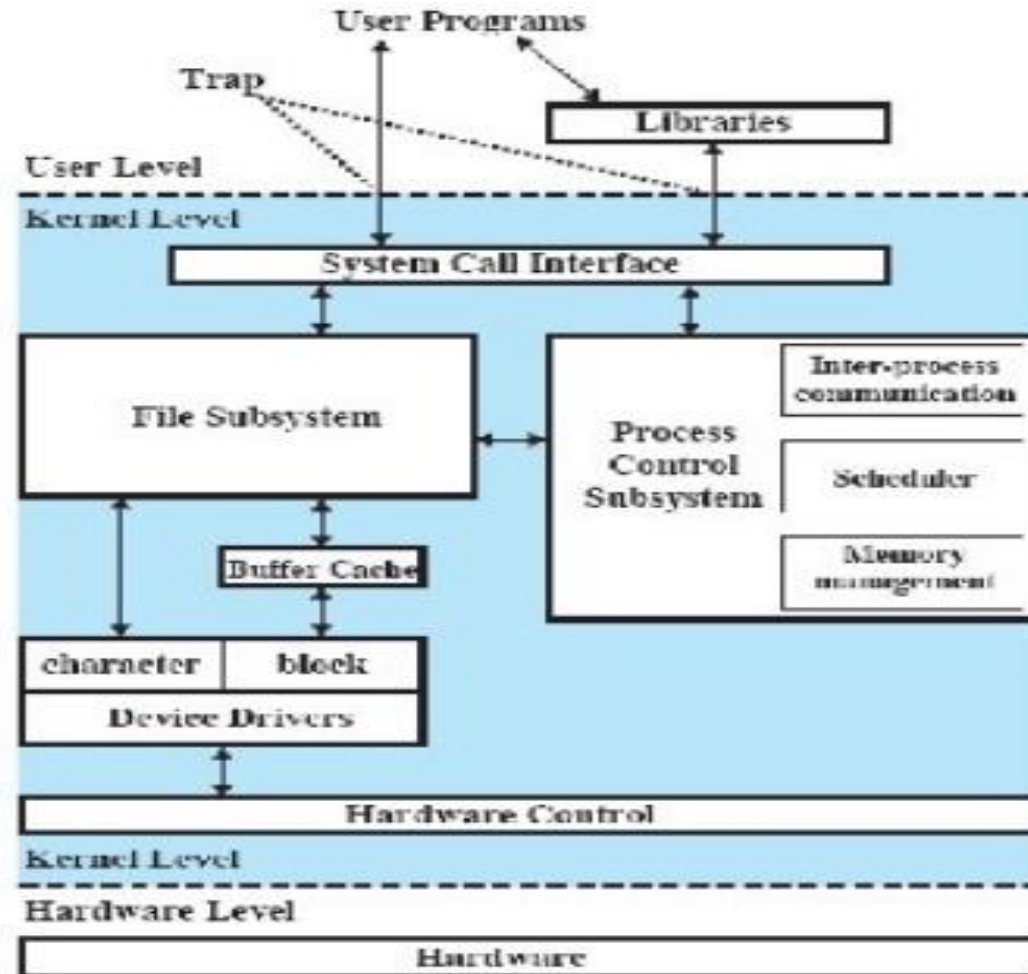 User Programs
Trap
Libraries
User Level
Kernel Level
System Call Interface
File Subsystem
Process
Control
Subsystem
Inter-process
communication
Scheduler
Memory
management
Buffer Cache
character
block
Device Drivers
Hardware Control
Kernel Level
Hardware Level
Hardware